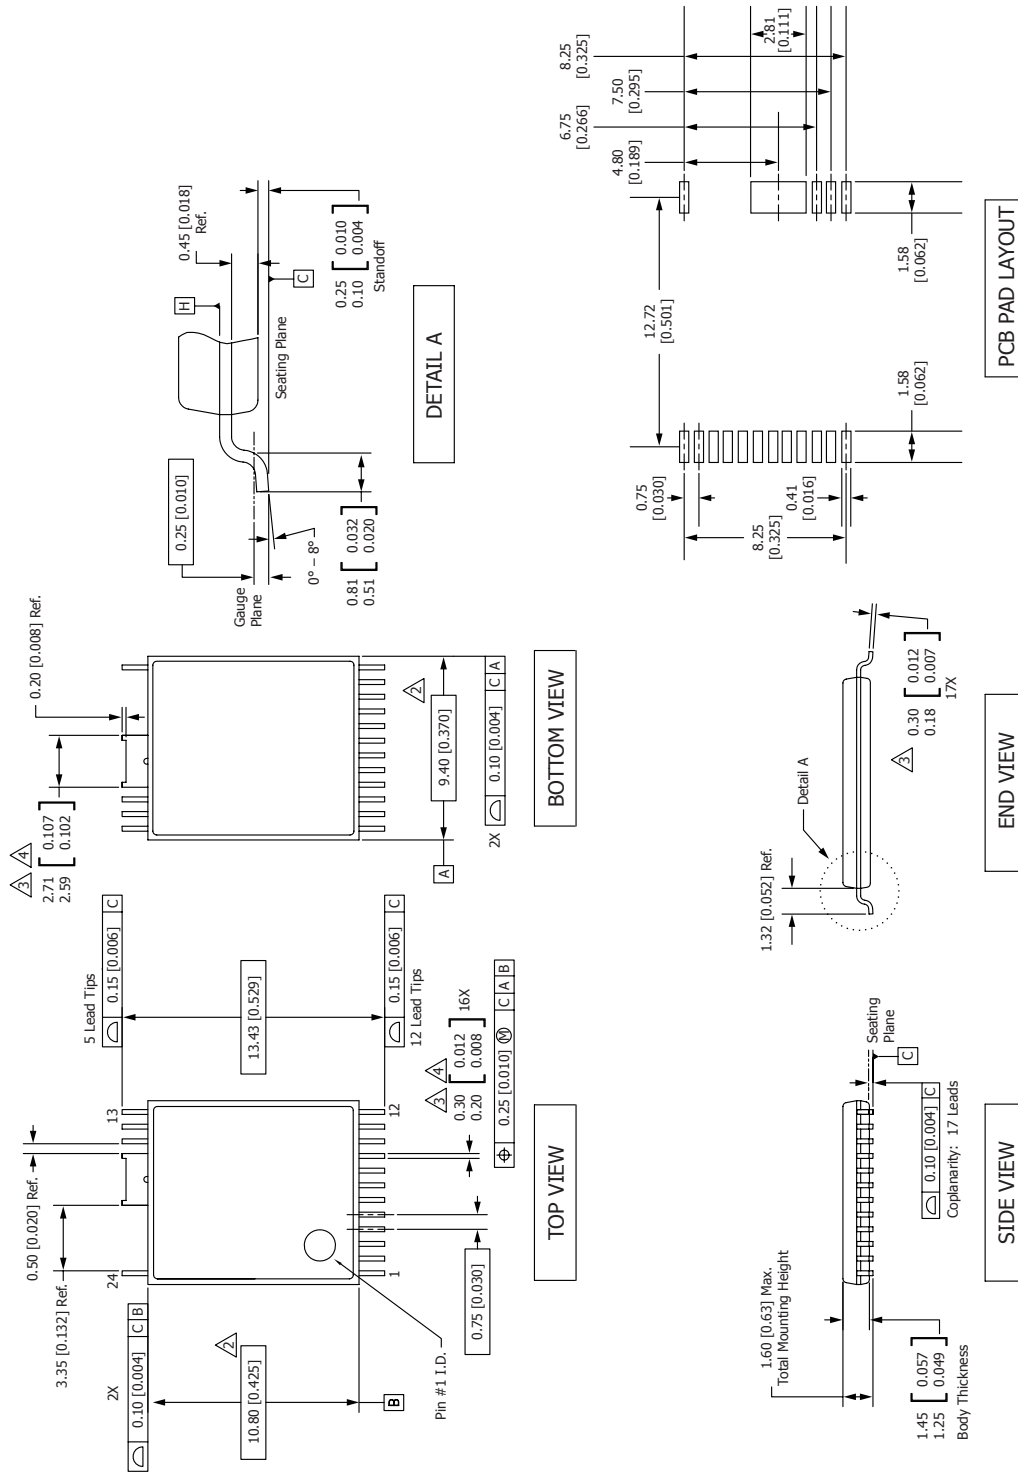 2X
⌓ 0.10 [0.004] C B
3.35 [0.132] Ref.
0.50 [0.020] Ref.
24
13
10.80 [0.425]
2
B
Pin #1 I.D.
1
12
0.75 [0.030]
5 Lead Tips
⌓ 0.15 [0.006] C
13.43 [0.529]
⌓ 0.15 [0.006] C
12 Lead Tips
3 4
0.30 [0.012] 16X
0.20 [0.008]
⌖ 0.25 [0.010] Ⓜ C A B
TOP VIEW
3 4
2.71 [0.107]
2.59 [0.102]
0.20 [0.008] Ref.
A
9.40 [0.370]
2
2X
⌓ 0.10 [0.004] C A
BOTTOM VIEW
Gauge
Plane
0.25 [0.010]
H
0.45 [0.018]
Ref.
Seating Plane
C
0° – 8°
0.81 [0.032]
0.51 [0.020]
0.25 [0.010]
0.10 [0.004]
Standoff
DETAIL A
1.60 [0.63] Max.
Total Mounting Height
1.45 [0.057]
1.25 [0.049]
Body Thickness
Seating
Plane
C
⌓ 0.10 [0.004] C
Coplanarity: 17 Leads
SIDE VIEW
1.32 [0.052] Ref.
Detail A
3
0.30 [0.012]
0.18 [0.007]
17X
END VIEW
0.75
[0.030]
8.25
[0.325]
0.41
[0.016]
1.58
[0.062]
12.72
[0.501]
4.80
[0.189]
6.75
[0.266]
7.50
[0.295]
8.25
[0.325]
2.81
[0.111]
1.58
[0.062]
PCB PAD LAYOUT